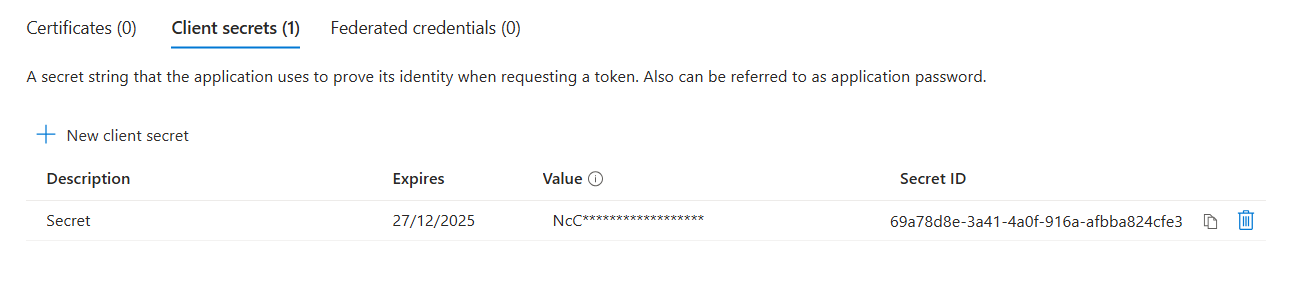 Certificates (0) Client secrets (1) Federated credentials (0)
A secret string that the application uses to prove its identity when requesting a token. Also can be referred to as application password.
New client secret
Description Expires Value Secret ID
Secret 27/12/2025 NcC****************** 69a78d8e-3a41-4a0f-916a-afbba824cfe3